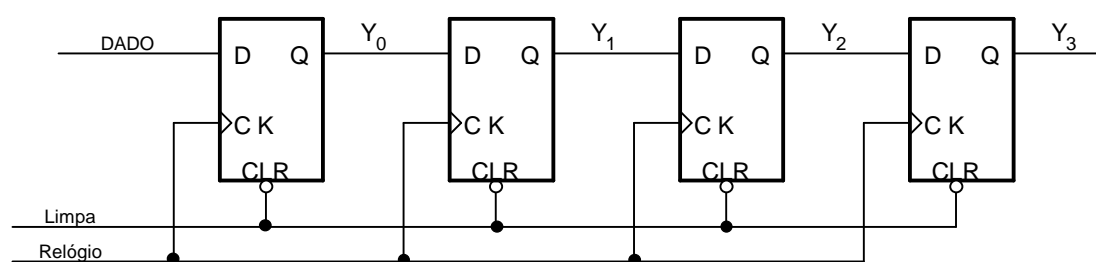 DADO Y0 Y1 Y2 Y3
D Q D Q D Q D Q
CK CK CK CK
CLR CLR CLR CLR
Limpa
Relógio